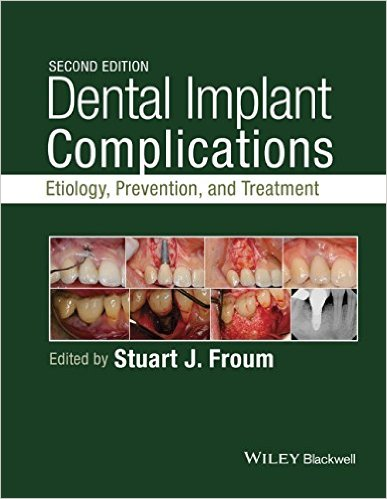 SECOND EDITION
Dental Implant
Complications
Etiology, Prevention, and Treatment
Edited by Stuart J. Froum
WILEY Blackwell